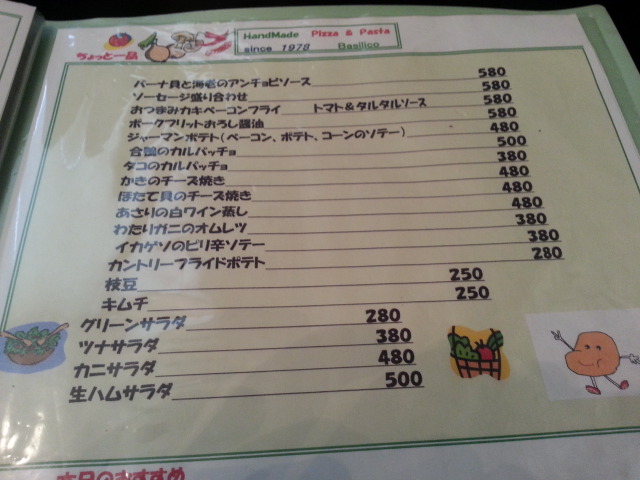 ちょっと一品
HandMade Pizza & Pasta
since 1978 Basilico
パーナ貝と海老のアンチョビソース 580
ソーセージ盛り合わせ 580
おつまみカキベーコンフライ トマト&タルタルソース 580
ポークフリットおろし醤油 580
ジャーマンポテト(ベーコン、ポテト、コーンのソテー) 480
合鴨のカルパッチョ 500
タコのカルパッチョ 380
かきのチーズ焼き 480
ほたて貝のチーズ焼き 480
あさりの白ワイン蒸し 480
わたりガニのオムレツ 380
イカゲソのピリ辛ソテー 380
カントリーフライドポテト 280
枝豆 250
キムチ 250
グリーンサラダ 280
ツナサラダ 380
カニサラダ 480
生ハムサラダ 500
本日のおすすめ